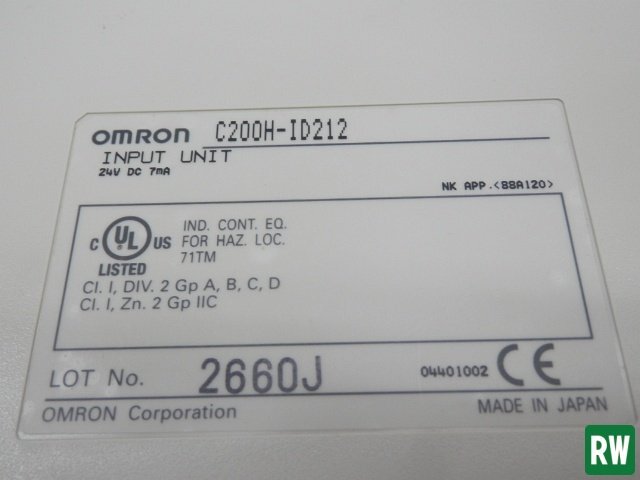 OMRON C200H-ID212
INPUT UNIT
24V DC 7mA
NK APP.<88A120>
C UL US
LISTED
IND. CONT. EQ.
FOR HAZ. LOC.
71TM
Cl. I, DIV. 2 Gp A, B, C, D
Cl. I, Zn. 2 Gp IIC
LOT No. 2660J 04401002 CE
OMRON Corporation MADE IN JAPAN
RW